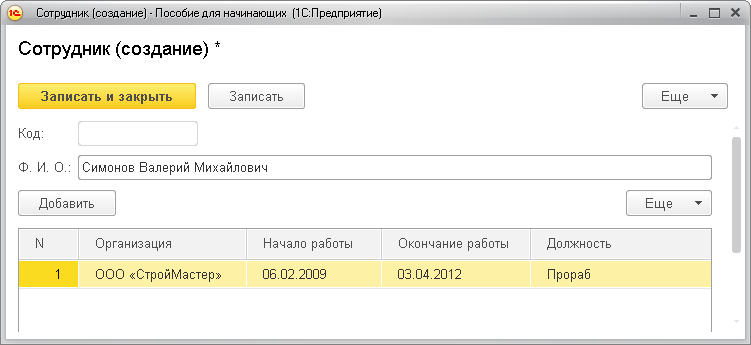 Сотрудник (создание) - Пособие для начинающих (1С:Предприятие)
Сотрудник (создание) *
Записать и закрыть Записать Еще
Код:
Ф. И. О.: Симонов Валерий Михайлович
Добавить Еще
N Организация Начало работы Окончание работы Должность
1 ООО «СтройМастер» 06.02.2009 03.04.2012 Прораб